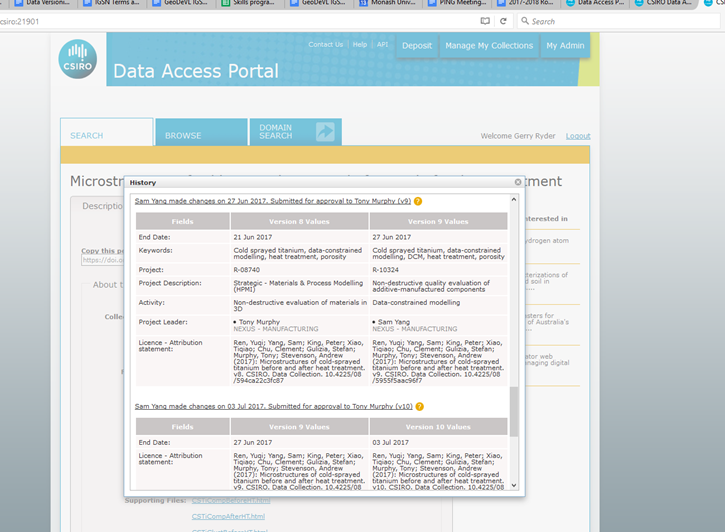 Data Versions...
IGSN Terms a...
GeoDeVL IGS...
Skills progra...
GeoDeVL IGS...
Monash Univ...
PING Meeting...
2017-2018 Ro...
Data Access P...
CSIRO Data A...
csiro:21901
Search
Contact Us | Help | API
Deposit
Manage My Collections
My Admin
CSIRO
Data Access Portal
SEARCH
BROWSE
DOMAIN
SEARCH
Welcome Gerry Ryder
Logout
Microst
ment
History
Descriptio
Copy this p
https://doi.o
About t
Colle
nterested in
ydrogen atom
cterizations of
d soil in
...
sters for
of Australia's
ator web
naging digital
Sam Yang made changes on 27 Jun 2017. Submitted for approval to Tony Murphy (v9) ?
Fields Version 8 Values Version 9 Values
End Date: 21 Jun 2017 27 Jun 2017
Keywords: Cold sprayed titanium, data-constrained Cold sprayed titanium, data-constrained
modelling, heat treatment, porosity modelling, DCM, heat treatment, porosity
Project: R-08740 R-10324
Project Description: Strategic - Materials & Process Modelling Non-destructive quality evaluation of
(HPMI) additive-manufactured components
Activity: Non-destructive evaluation of materials in Data-constrained modelling
3D
Project Leader: • Tony Murphy • Sam Yang
NEXUS - MANUFACTURING NEXUS - MANUFACTURING
Licence - Attribution Ren, Yuqi; Yang, Sam; King, Peter; Xiao, Ren, Yuqi; Yang, Sam; King, Peter; Xiao,
statement: Tiqiao; Chu, Clement; Gulizia, Stefan; Tiqiao; Chu, Clement; Gulizia, Stefan;
Murphy, Tony; Stevenson, Andrew Murphy, Tony; Stevenson, Andrew
(2017): Microstructures of cold-sprayed (2017): Microstructures of cold-sprayed
titanium before and after heat treatment. titanium before and after heat treatment.
v8. CSIRO. Data Collection. 10.4225/08 v9. CSIRO. Data Collection. 10.4225/08
/594ca22c3fc87 /5955f5aac96f7
Sam Yang made changes on 03 Jul 2017. Submitted for approval to Tony Murphy (v10) ?
Fields Version 9 Values Version 10 Values
End Date: 27 Jun 2017 03 Jul 2017
Licence - Attribution Ren, Yuqi; Yang, Sam; King, Peter; Xiao, Ren, Yuqi; Yang, Sam; King, Peter; Xiao,
statement: Tiqiao; Chu, Clement; Gulizia, Stefan; Tiqiao; Chu, Clement; Gulizia, Stefan;
Murphy, Tony; Stevenson, Andrew Murphy, Tony; Stevenson, Andrew
(2017): Microstructures of cold-sprayed (2017): Microstructures of cold-sprayed
titanium before and after heat treatment. titanium before and after heat treatment.
v9. CSIRO. Data Collection. 10.4225/08 v10. CSIRO. Data Collection. 10.4225/08
Supporting Files: CSTiCompBeforeHT.html
CSTiCompAfterHT.html